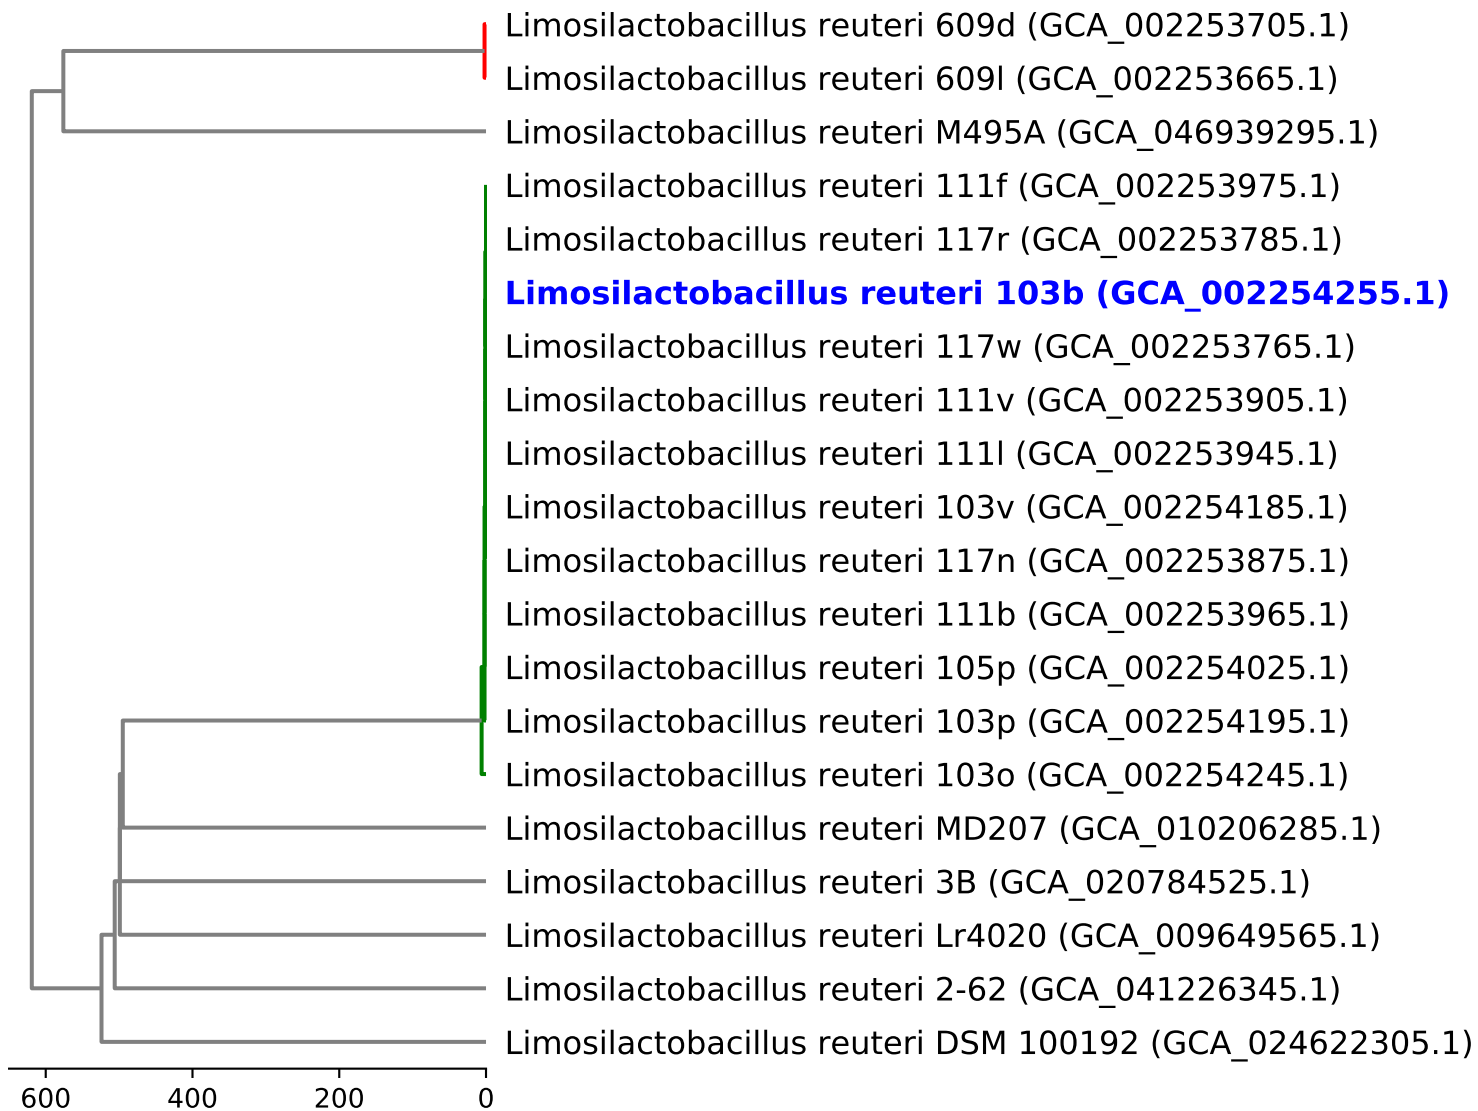 Limosilactobacillus reuteri 609d (GCA_002253705.1)
Limosilactobacillus reuteri 609l (GCA_002253665.1)
Limosilactobacillus reuteri M495A (GCA_046939295.1)
Limosilactobacillus reuteri 111f (GCA_002253975.1)
Limosilactobacillus reuteri 117r (GCA_002253785.1)
Limosilactobacillus reuteri 103b (GCA_002254255.1)
Limosilactobacillus reuteri 117w (GCA_002253765.1)
Limosilactobacillus reuteri 111v (GCA_002253905.1)
Limosilactobacillus reuteri 111l (GCA_002253945.1)
Limosilactobacillus reuteri 103v (GCA_002254185.1)
Limosilactobacillus reuteri 117n (GCA_002253875.1)
Limosilactobacillus reuteri 111b (GCA_002253965.1)
Limosilactobacillus reuteri 105p (GCA_002254025.1)
Limosilactobacillus reuteri 103p (GCA_002254195.1)
Limosilactobacillus reuteri 103o (GCA_002254245.1)
Limosilactobacillus reuteri MD207 (GCA_010206285.1)
Limosilactobacillus reuteri 3B (GCA_020784525.1)
Limosilactobacillus reuteri Lr4020 (GCA_009649565.1)
Limosilactobacillus reuteri 2-62 (GCA_041226345.1)
Limosilactobacillus reuteri DSM 100192 (GCA_024622305.1)
600 400 200 0